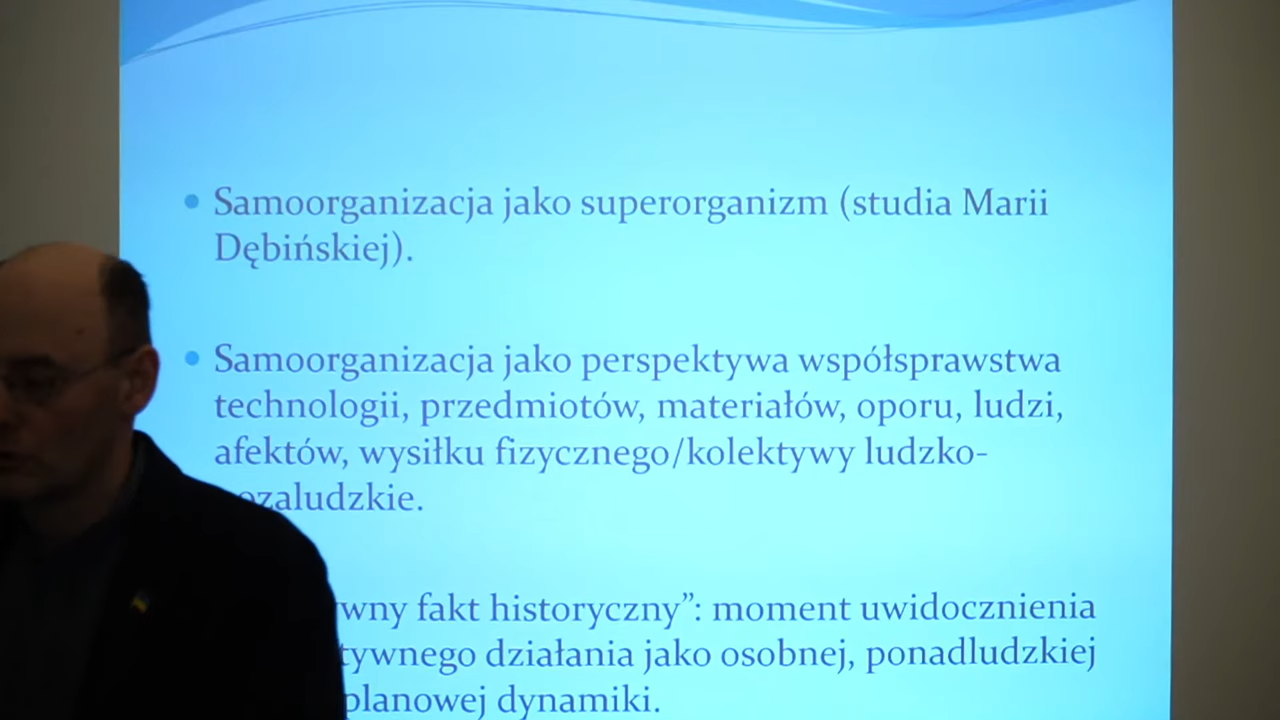 Samoorganizacja jako superorganizm (studia Marii
Dębińskiej).
Samoorganizacja jako perspektywa współsprawstwa
technologii, przedmiotów, materiałów, oporu, ludzi,
afektów, wysiłku fizycznego/kolektywy ludzko-
ozaludzkie.
wny fakt historyczny”: moment uwidocznienia
tywnego działania jako osobnej, ponadludzkiej
planowej dynamiki.